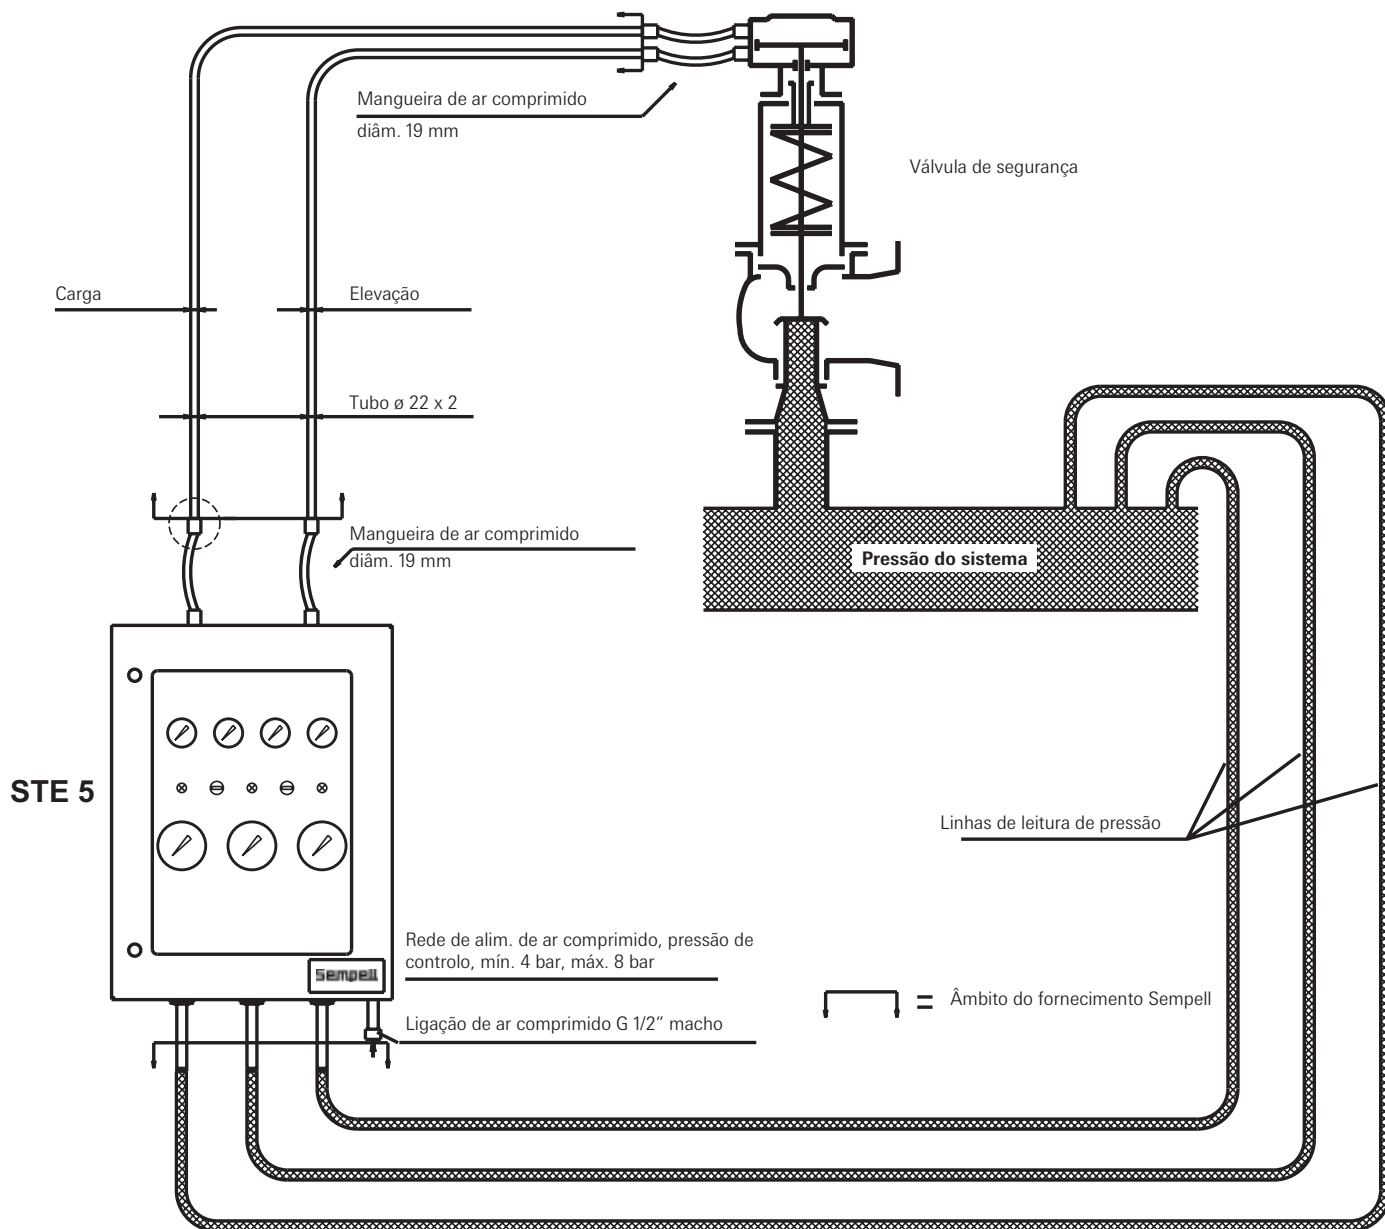 Mangueira de ar comprimido
diâm. 19 mm
Válvula de segurança
Carga
Elevação
Tubo ø 22 x 2
Mangueira de ar comprimido
diâm. 19 mm
Pressão do sistema
STE 5
Linhas de leitura de pressão
Rede de alim. de ar comprimido, pressão de
controlo, mín. 4 bar, máx. 8 bar
Sempell
= Âmbito do fornecimento Sempell
Ligação de ar comprimido G 1/2” macho